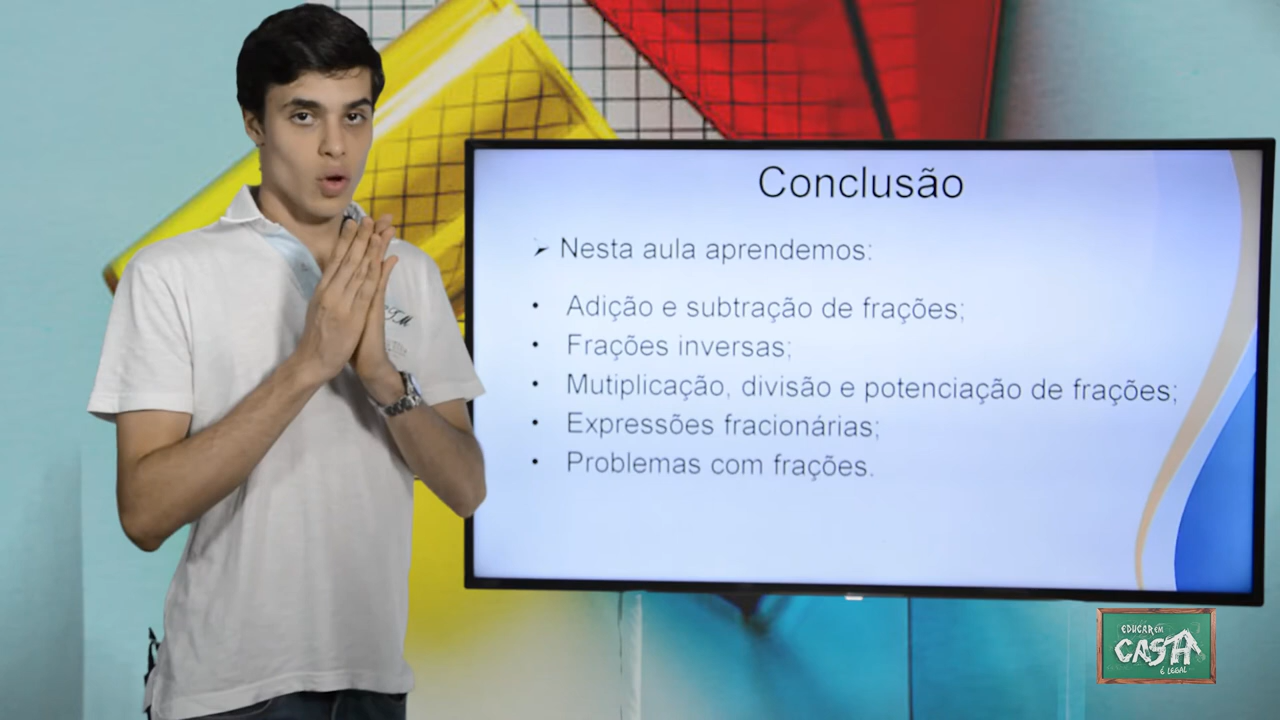 Conclusão
➢ Nesta aula aprendemos:
• Adição e subtração de frações;
• Frações inversas;
• Mutiplicação, divisão e potenciação de frações;
• Expressões fracionárias;
• Problemas com frações.
EDUCAR EM
CASA
É LEGAL